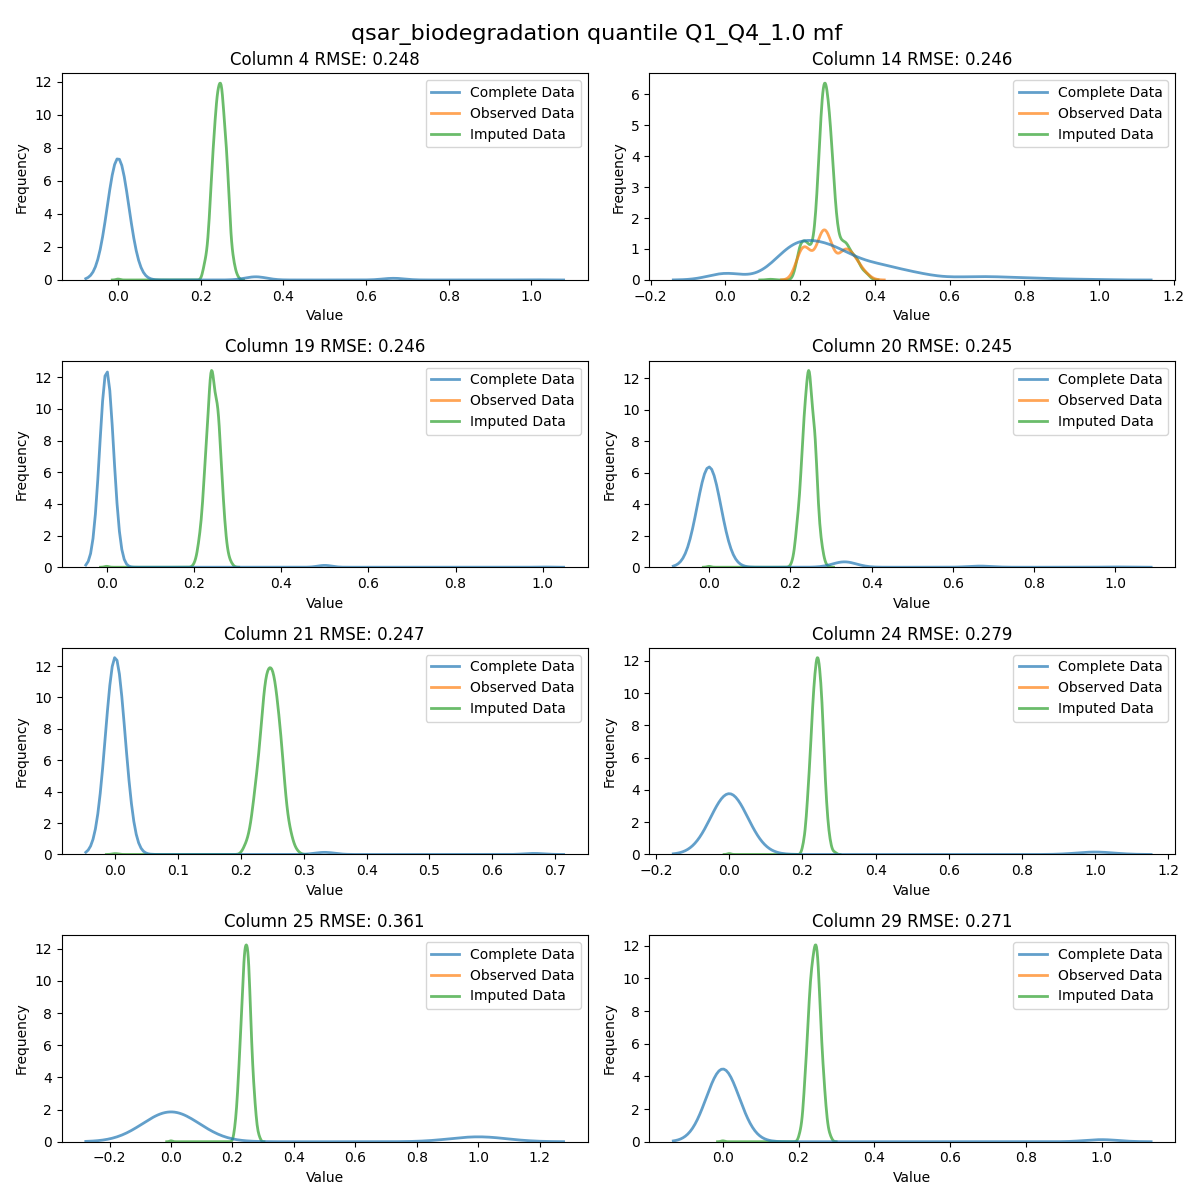 qsar_biodegradation quantile Q1_Q4_1.0 mf
Column 4 RMSE: 0.248
12
10
8
6
4
2
0
Frequency
Complete Data
Observed Data
Imputed Data
0.0 0.2 0.4 0.6 0.8 1.0
Value
Column 14 RMSE: 0.246
6
5
4
3
2
1
0
Frequency
Complete Data
Observed Data
Imputed Data
−0.2 0.0 0.2 0.4 0.6 0.8 1.0 1.2
Value
Column 19 RMSE: 0.246
12
10
8
6
4
2
0
Frequency
Complete Data
Observed Data
Imputed Data
0.0 0.2 0.4 0.6 0.8 1.0
Value
Column 20 RMSE: 0.245
12
10
8
6
4
2
0
Frequency
Complete Data
Observed Data
Imputed Data
0.0 0.2 0.4 0.6 0.8 1.0
Value
Column 21 RMSE: 0.247
12
10
8
6
4
2
0
Frequency
Complete Data
Observed Data
Imputed Data
0.0 0.1 0.2 0.3 0.4 0.5 0.6 0.7
Value
Column 24 RMSE: 0.279
12
10
8
6
4
2
0
Frequency
Complete Data
Observed Data
Imputed Data
−0.2 0.0 0.2 0.4 0.6 0.8 1.0 1.2
Value
Column 25 RMSE: 0.361
12
10
8
6
4
2
0
Frequency
Complete Data
Observed Data
Imputed Data
−0.2 0.0 0.2 0.4 0.6 0.8 1.0 1.2
Value
Column 29 RMSE: 0.271
12
10
8
6
4
2
0
Frequency
Complete Data
Observed Data
Imputed Data
0.0 0.2 0.4 0.6 0.8 1.0
Value